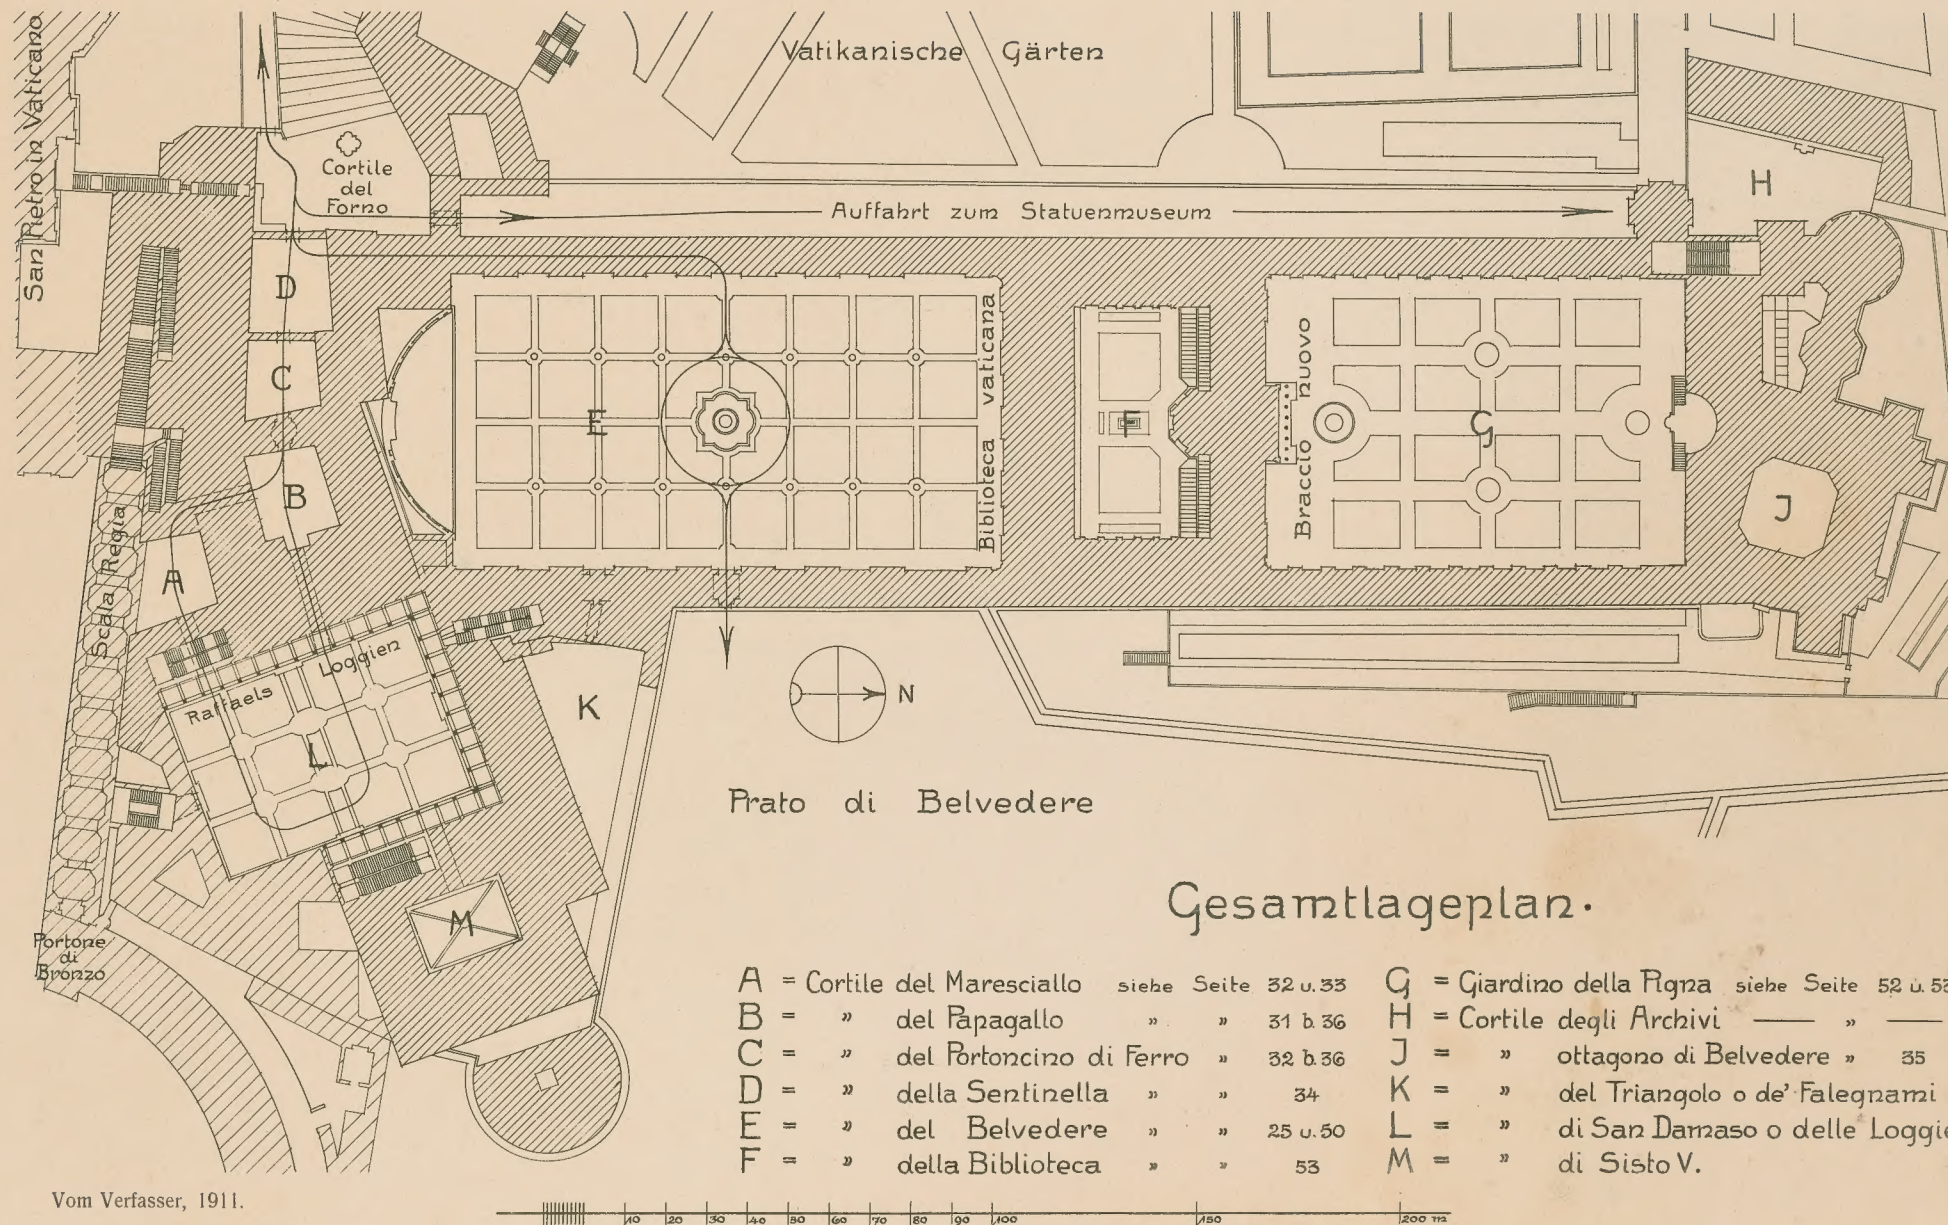 San Pietro in Vaticano
Vatikanische Gärten
Cortile
del
Forno
H
Auffahrt zum Statuenmuseum
D
C
B
A
E
F
G
J
Biblioteca vaticana
Braccio nuovo
Scala Regia
Raffaels Loggien
L
K
M
N
Prato di Belvedere
Portone
di
Bronzo
Gesamtlageplan.
A = Cortile del Maresciallo siehe Seite 32 u. 33
B = " del Papagallo " " 31 b. 36
C = " del Portoncino di Ferro " 32 b. 36
D = " della Sentinella " " 34
E = " del Belvedere " " 25 u. 50
F = " della Biblioteca " " 53
G = Giardino della Pigna siehe Seite 52 u. 53
H = Cortile degli Archivi — " —
J = " ottagono di Belvedere " 35
K = " del Triangolo o de' Falegnami
L = " di San Damaso o delle Loggie
M = " di Sisto V.
Vom Verfasser, 1911.
10 20 30 40 50 60 70 80 90 100 150 200 m